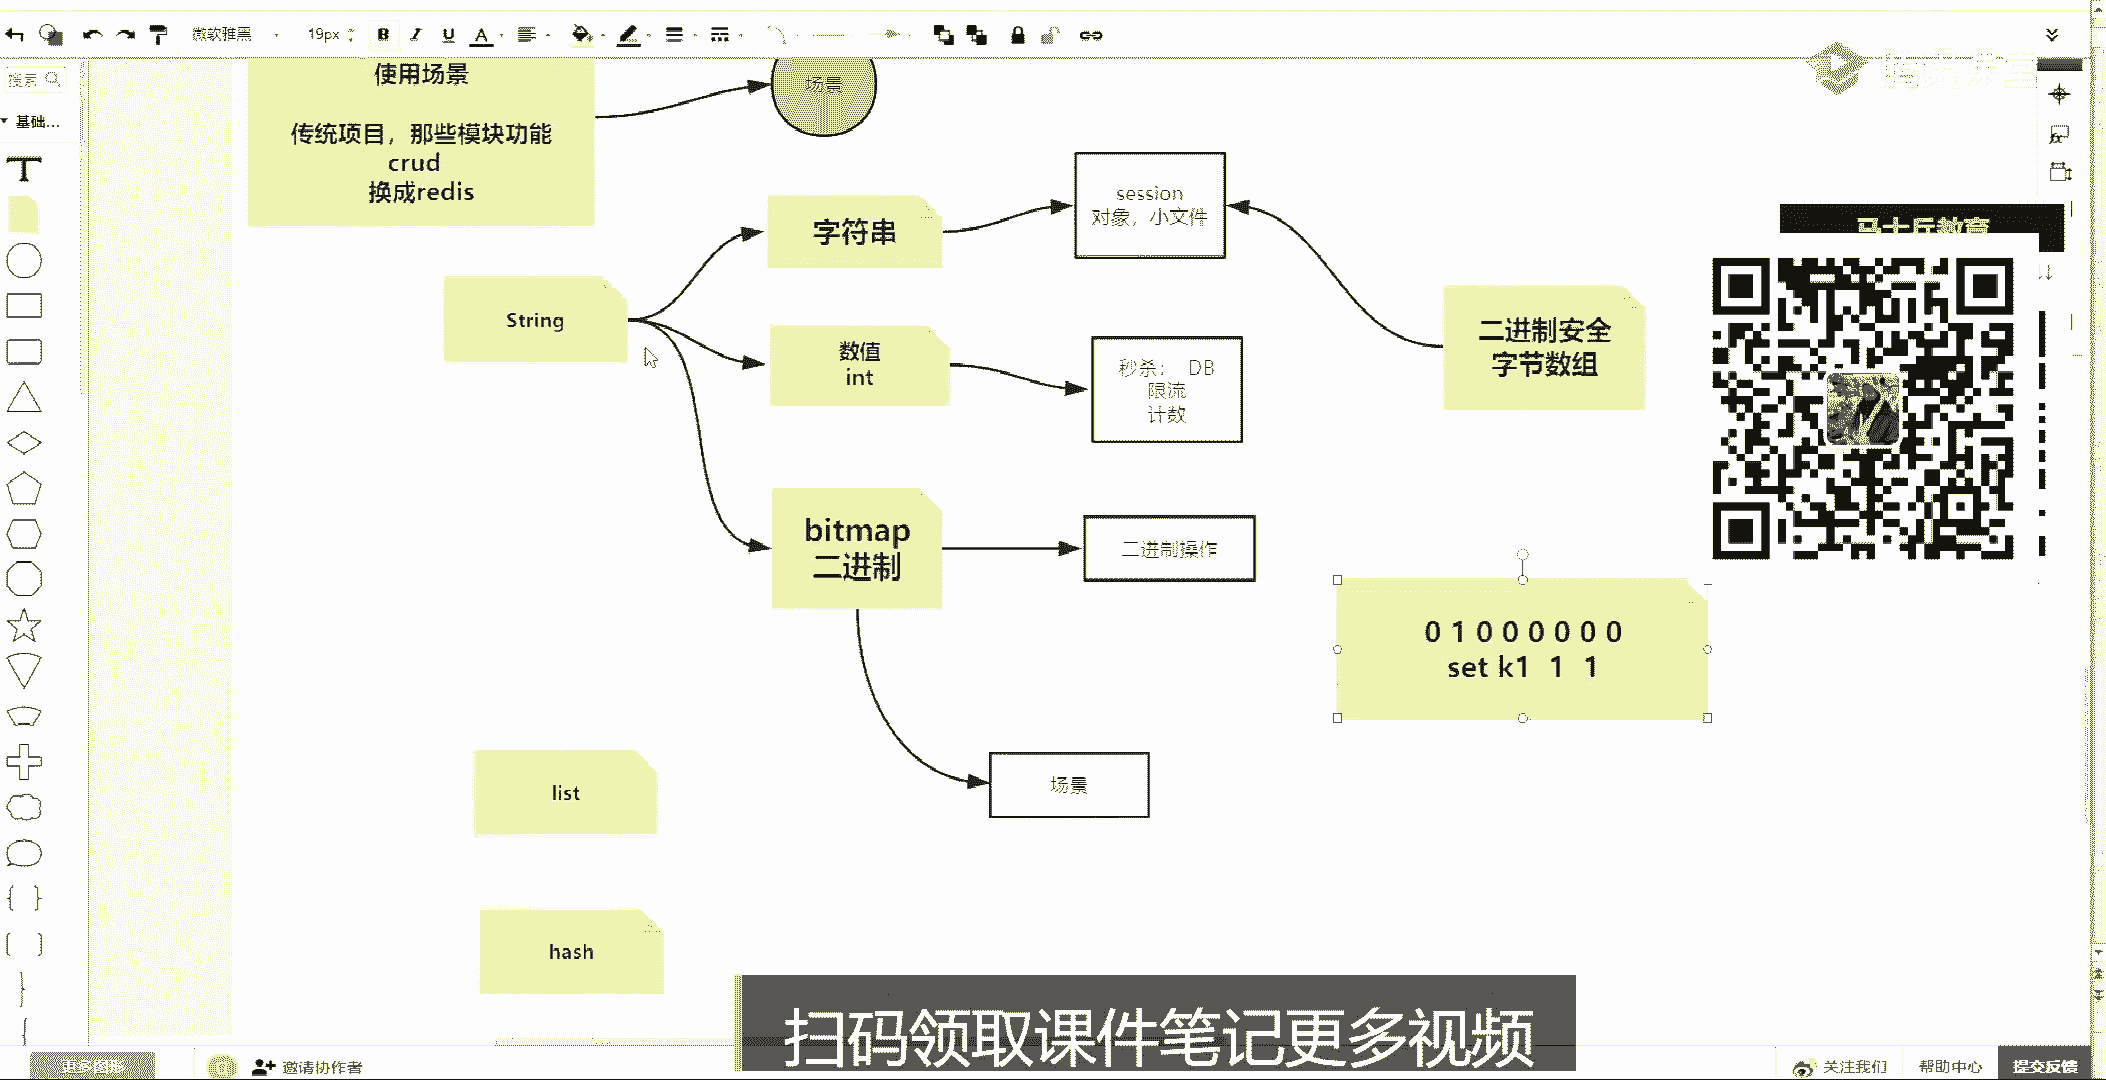 微软雅黑
19px
B
I
U
A
搜索
基础...
T
使用场景
传统项目，那些模块功能
crud
换成redis
场景
session
对象，小文件
字符串
String
数值
int
秒杀： DB
限流
计数
二进制安全
字节数组
马士兵教育
bitmap
二进制
二进制操作
0 1 0 0 0 0 0 0
set k1 1 1
场景
list
hash
扫码领取课件笔记更多视频
更多图形
邀请协作者
关注我们
帮助中心
提交反馈